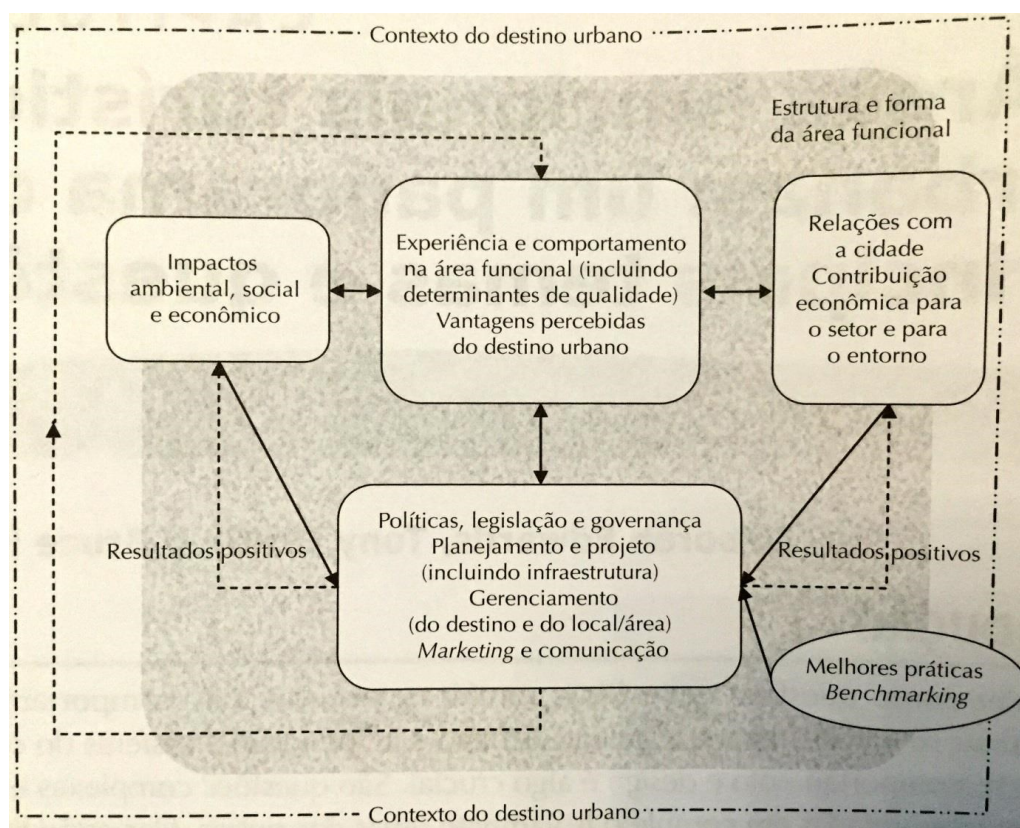 Contexto do destino urbano
Estrutura e forma
da área funcional
Impactos
ambiental, social
e econômico
Experiência e comportamento
na área funcional (incluindo
determinantes de qualidade)
Vantagens percebidas
do destino urbano
Relações com
a cidade
Contribuição
econômica para
o setor e para
o entorno
Resultados positivos
Políticas, legislação e governança
Planejamento e projeto
(incluindo infraestrutura)
Gerenciamento
(do destino e do local/área)
Marketing e comunicação
Resultados positivos
Melhores práticas
Benchmarking
Contexto do destino urbano